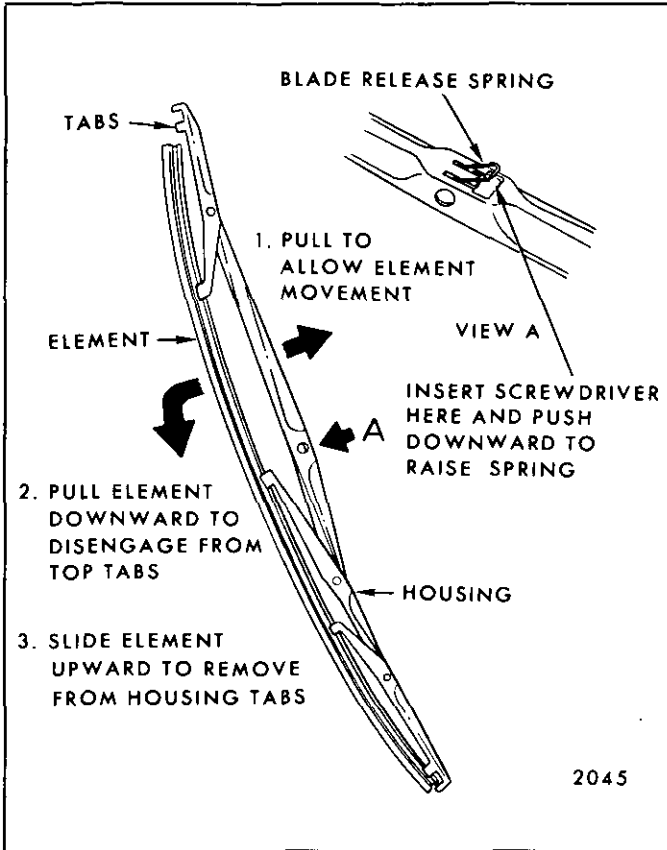 BLADE RELEASE SPRING
TABS
1. PULL TO
ALLOW ELEMENT
MOVEMENT
ELEMENT
VIEW A
INSERT SCREWDRIVER
HERE AND PUSH
DOWNWARD TO
RAISE SPRING
A
2. PULL ELEMENT
DOWNWARD TO
DISENGAGE FROM
TOP TABS
HOUSING
3. SLIDE ELEMENT
UPWARD TO REMOVE
FROM HOUSING TABS
2045